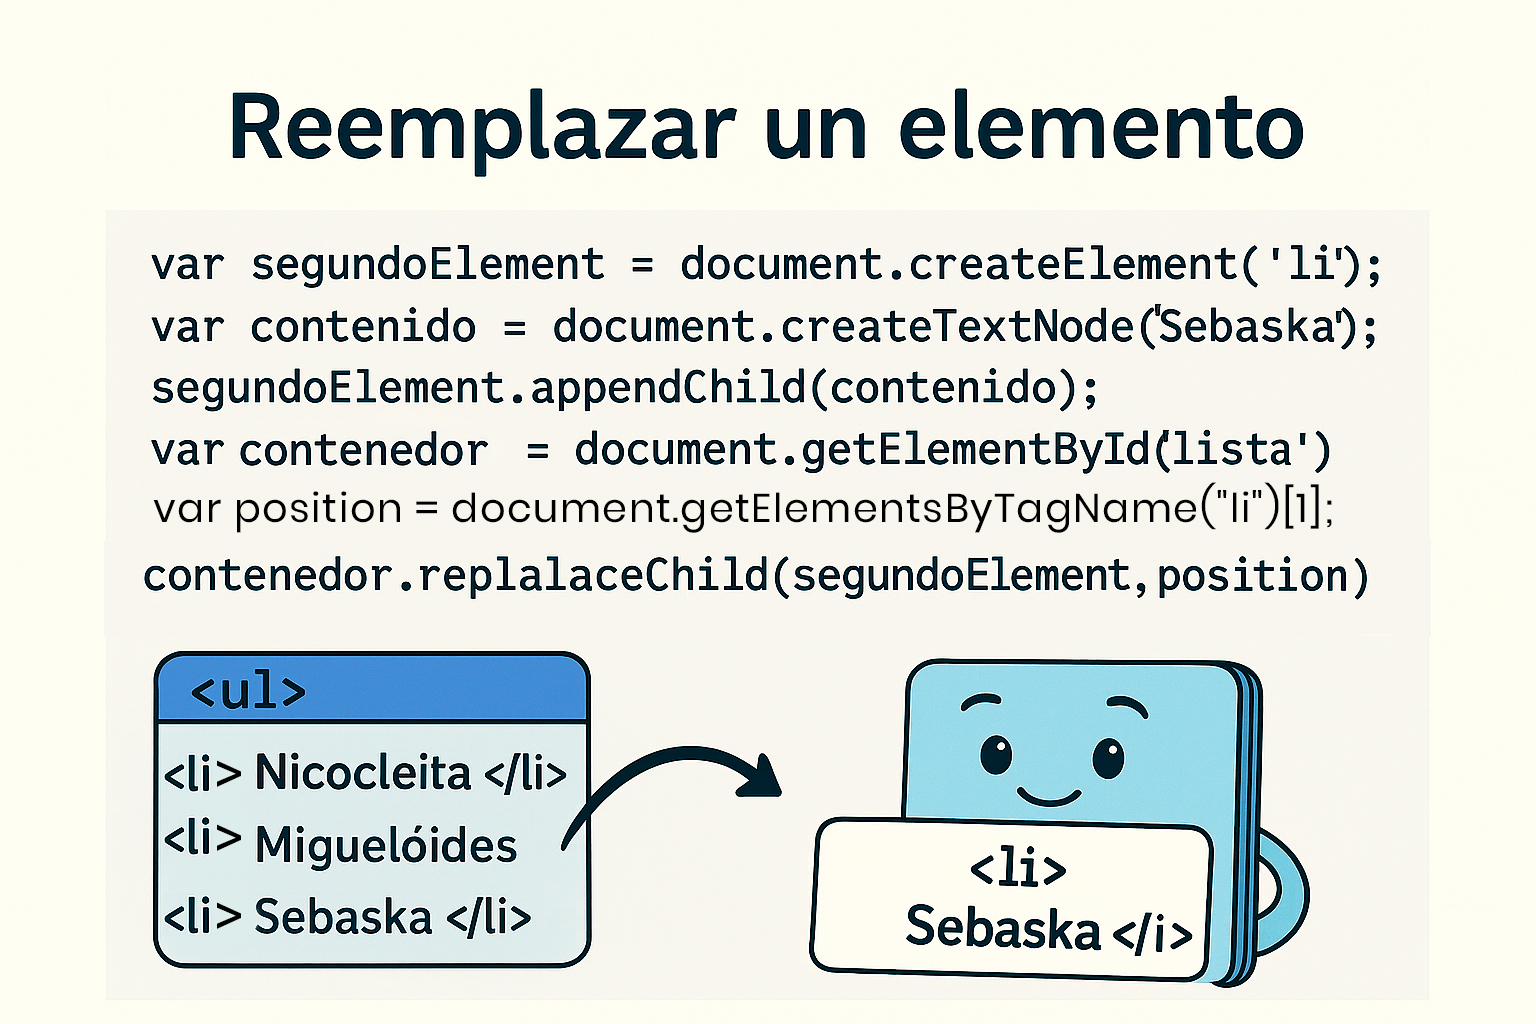 Reemplazar un elemento
var segundoElement = document.createElement('li');
var contenido = document.createTextNode('Sebaska');
segundoElement.appendChild(contenido);
var contenedor = document.getElementById('lista')
var position = document.getElementsByTagName("li")[1];
contenedor.replalaceChild(segundoElement,position)
<ul>
<li> Nicocleita </li>
<li> Miguelóides
<li> Sebaska </li>
<li>
Sebaska </i>